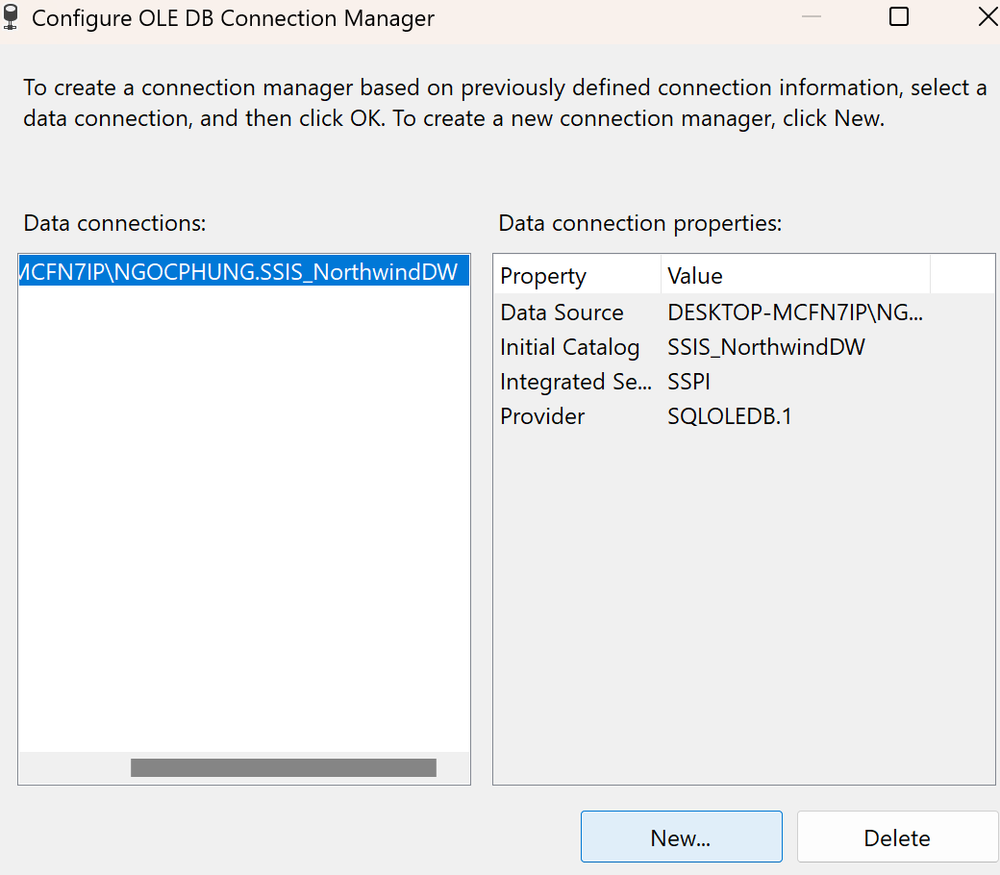 Configure OLE DB Connection Manager
To create a connection manager based on previously defined connection information, select a
data connection, and then click OK. To create a new connection manager, click New.
Data connections:
Data connection properties:
MCFN7IP\NGOCPHUNG.SSIS_NorthwindDW
Property Value
Data Source DESKTOP-MCFN7IP\NG...
Initial Catalog SSIS_NorthwindDW
Integrated Se... SSPI
Provider SQLOLEDB.1
New...
Delete